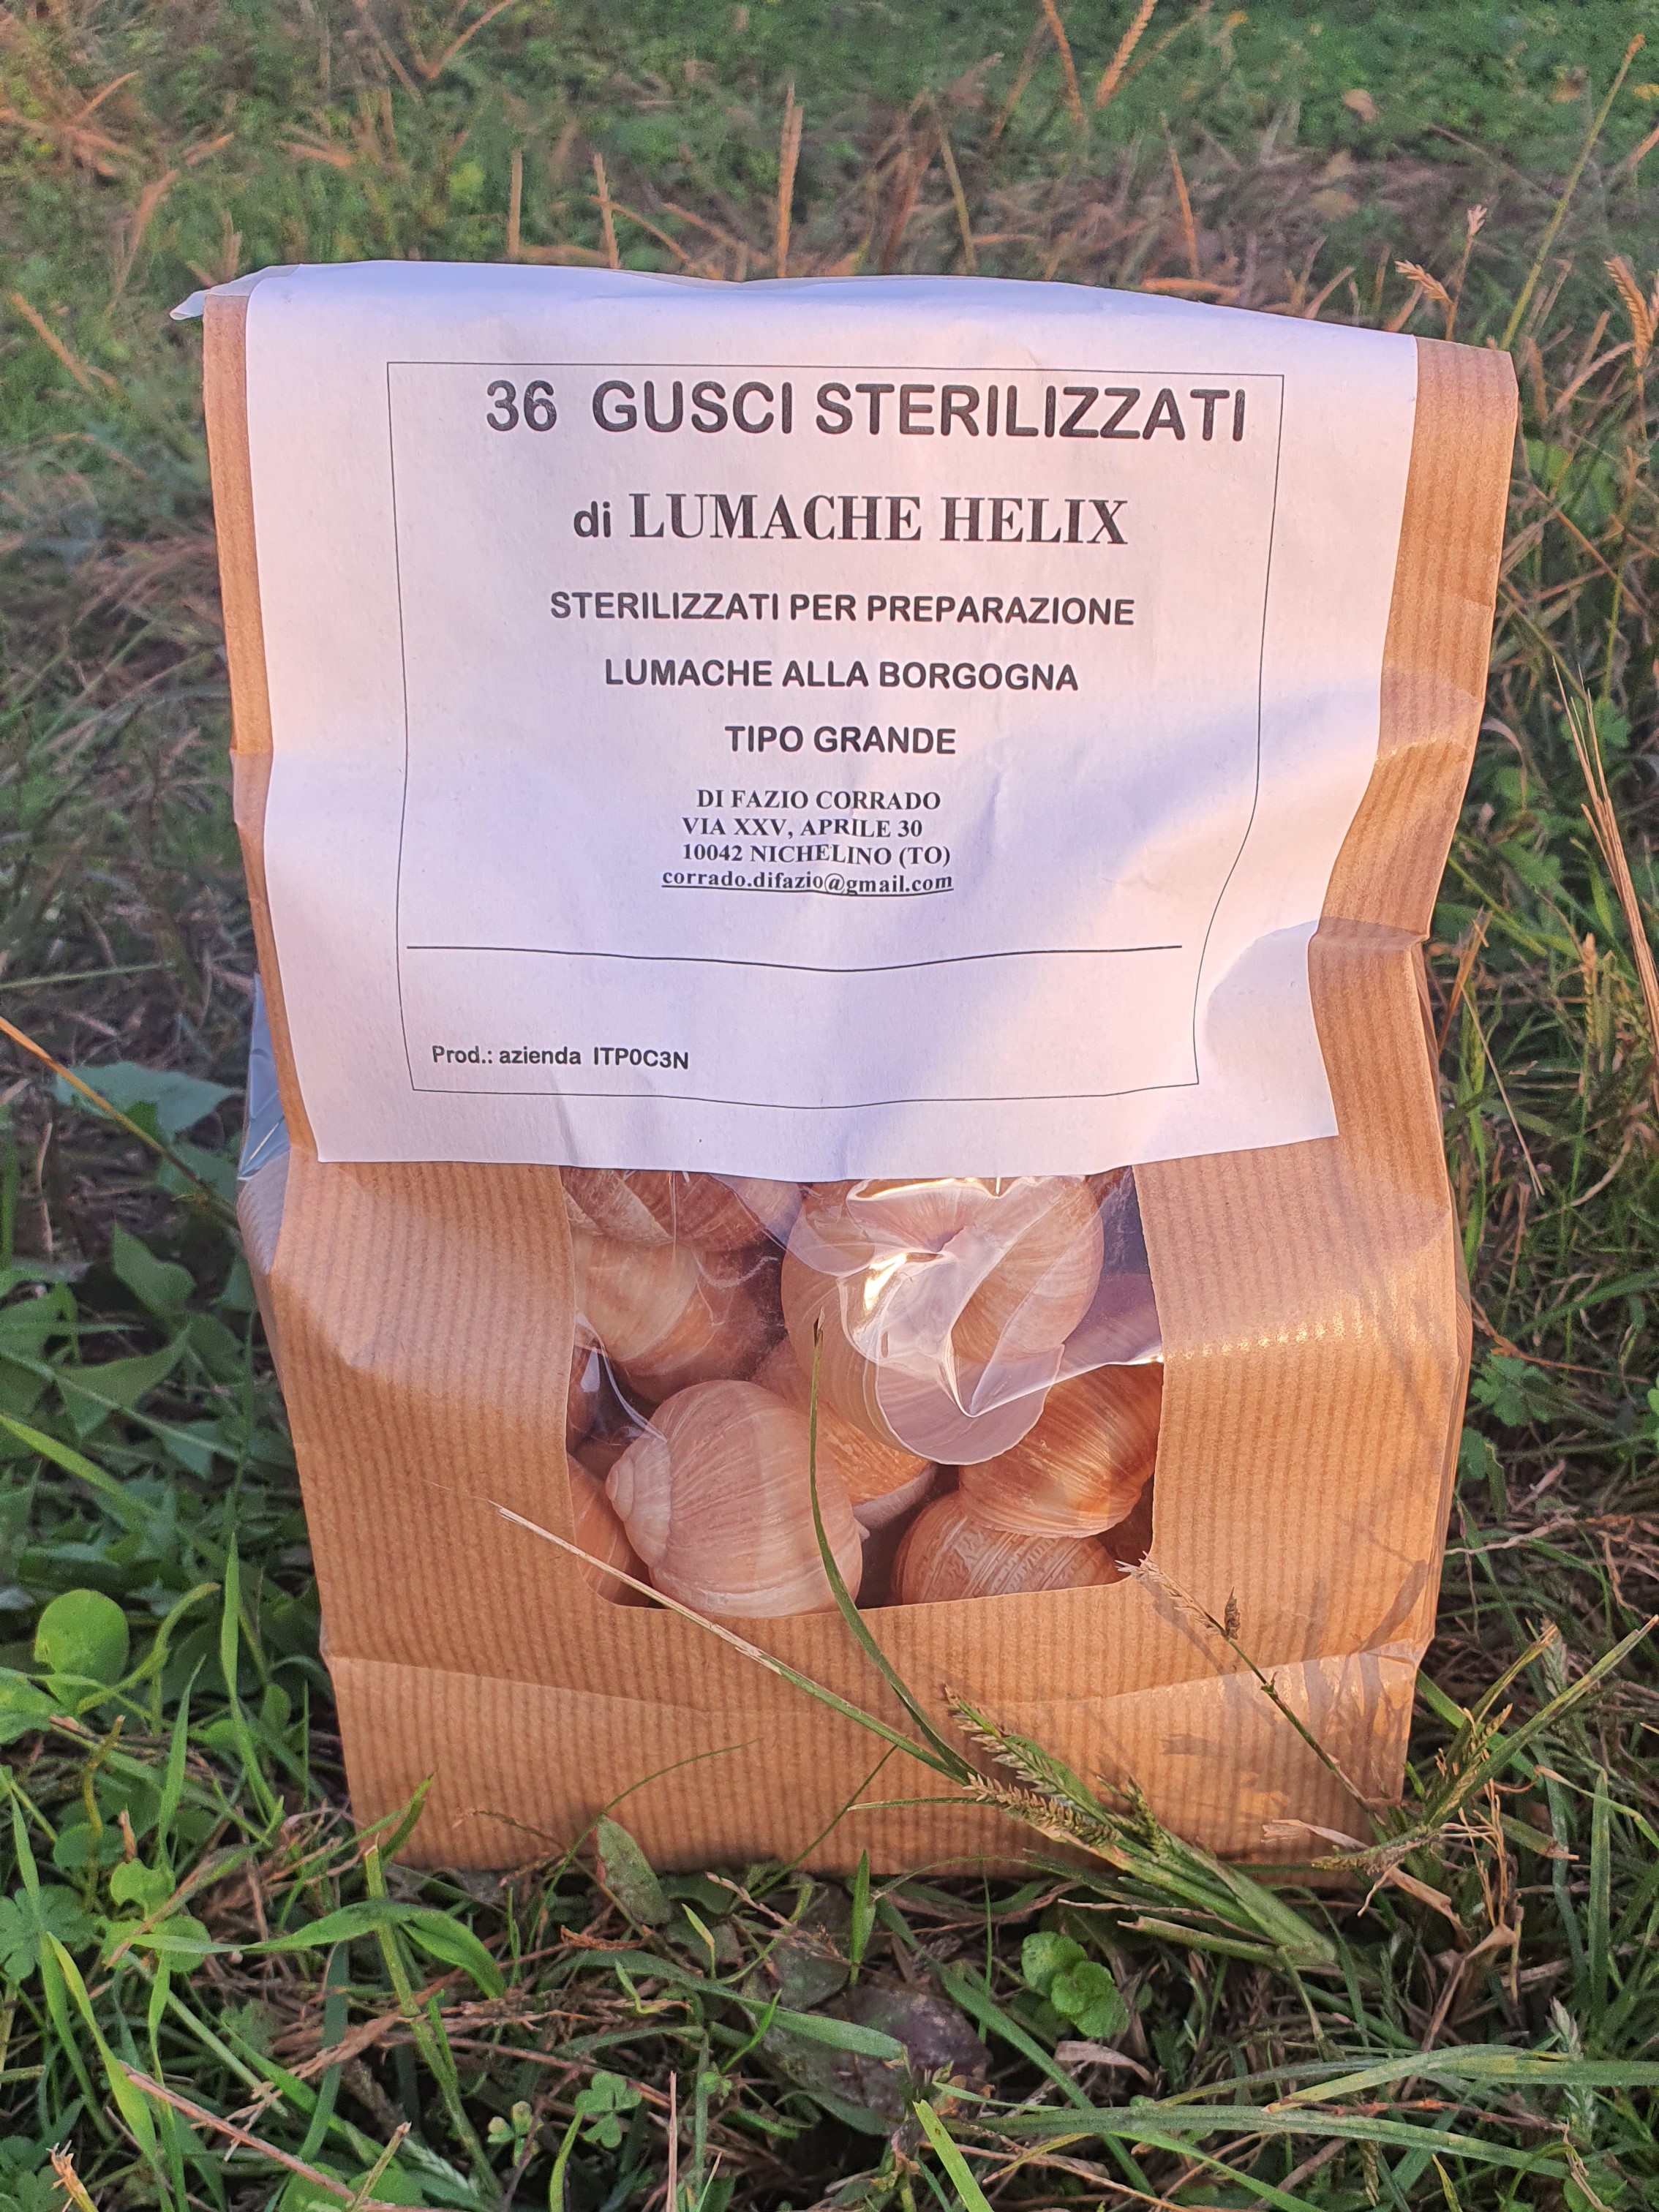 36 GUSCI STERILIZZATI
di LUMACHE HELIX
STERILIZZATI PER PREPARAZIONE
LUMACHE ALLA BORGOGNA
TIPO GRANDE
DI FAZIO CORRADO
VIA XXV, APRILE 30
10042 NICHELINO (TO)
corrado.difazio@gmail.com
Prod.: azienda ITP0C3N